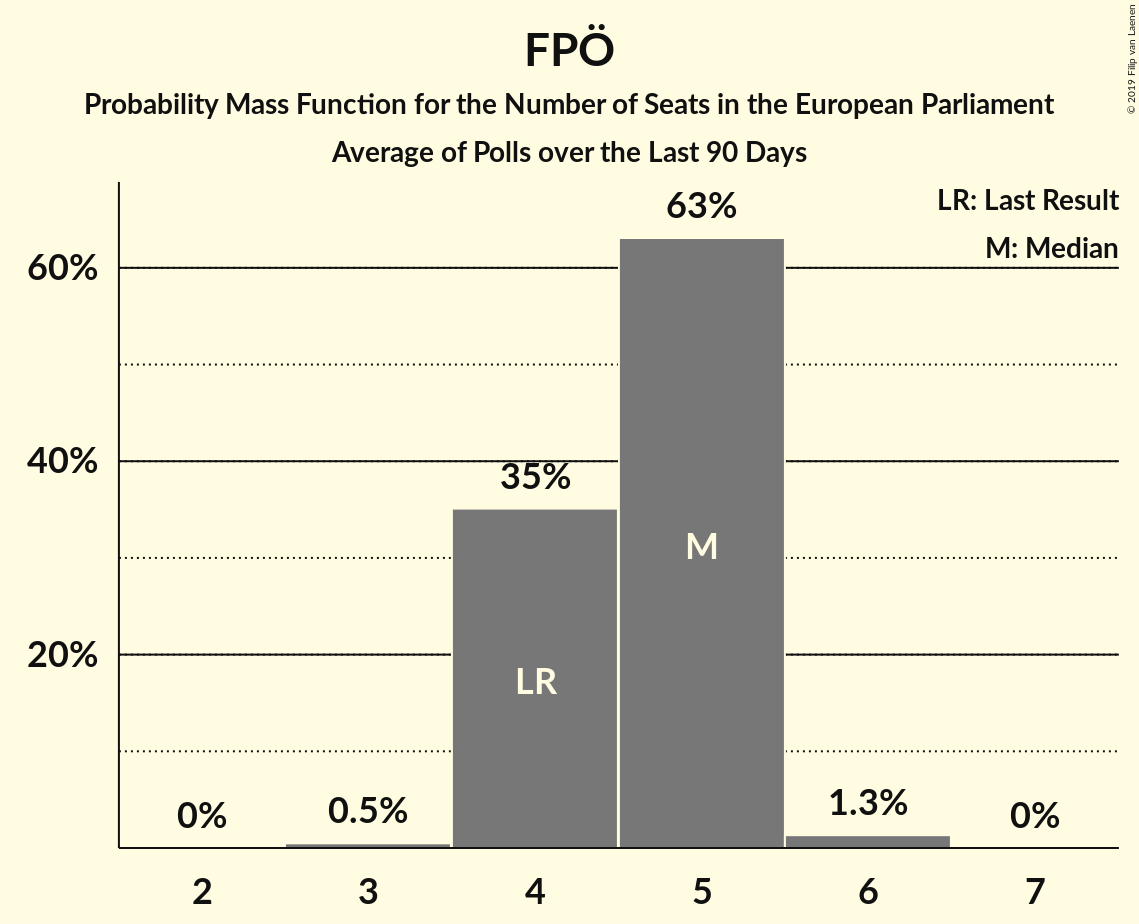 FPÖ
Probability Mass Function for the Number of Seats in the European Parliament
Average of Polls over the Last 90 Days
© 2019 Filip van Laenen
LR: Last Result
M: Median
60%
40%
20%
0%
0.5%
35%
63%
1.3%
0%
LR
M
2 3 4 5 6 7